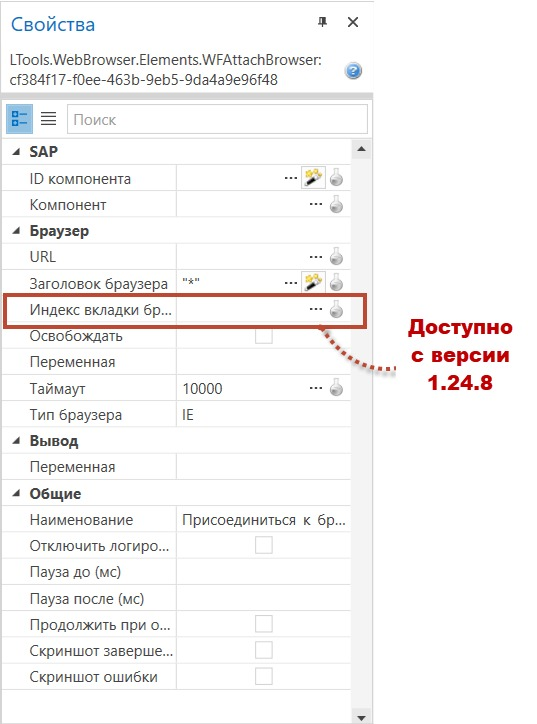 Свойства
LTools.WebBrowser.Elements.WFAttachBrowser:
cf384f17-f0ee-463b-9eb5-9da4a9e96f48
Поиск
SAP
ID компонента
Компонент
Браузер
URL
Заголовок браузера "*"
Индекс вкладки бр...
Освобождать
Переменная
Таймаут 10000
Тип браузера IE
Вывод
Переменная
Общие
Наименование Присоединиться к бр...
Отключить логиро...
Пауза до (мс)
Пауза после (мс)
Продолжить при о...
Скриншот заверше...
Скриншот ошибки
Доступно
с версии
1.24.8